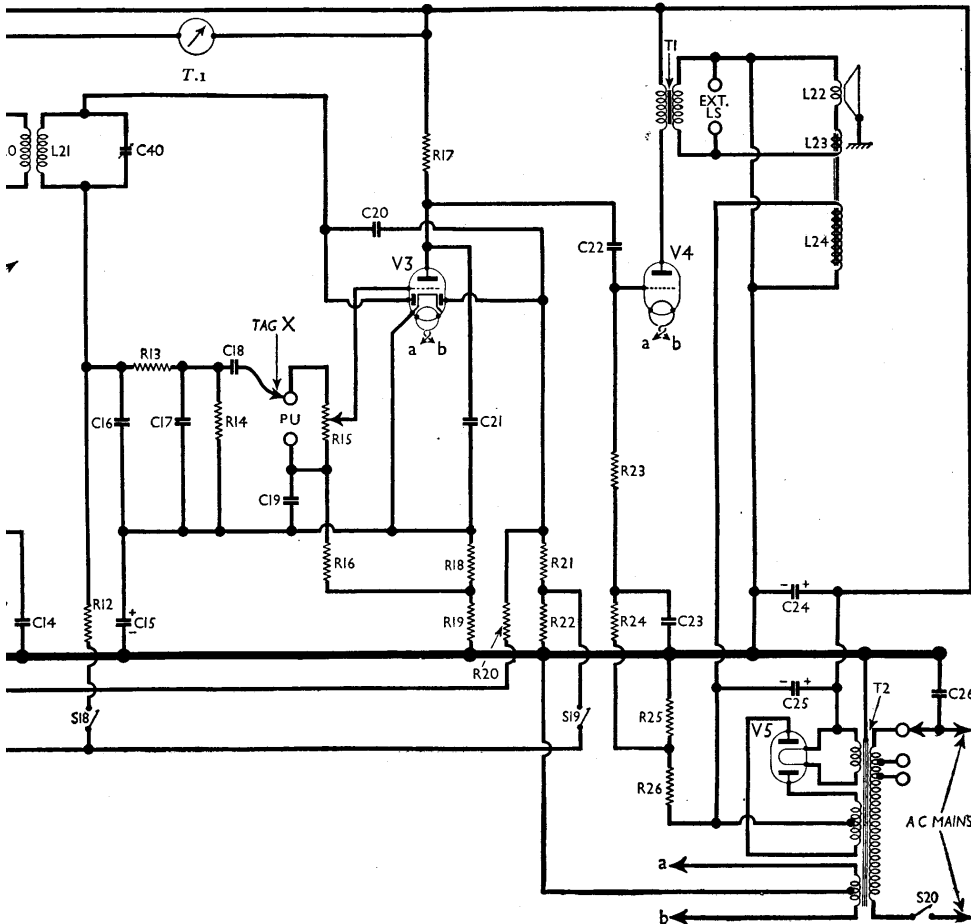 T1
T.1
EXT.
LS
L22
L23
L21
C40
R17
C20
C22
L24
V3
V4
a b
a b
TAG X
R13
C18
C16
C17
R14
PU
R15
C21
R23
C19
R16
R18
R21
C24
- +
C14
R12
C15
+
-
R19
R20
R22
R24
C23
C25
- +
T2
C26
S18
S19
R25
V5
R26
AC MAINS
a
S20
b